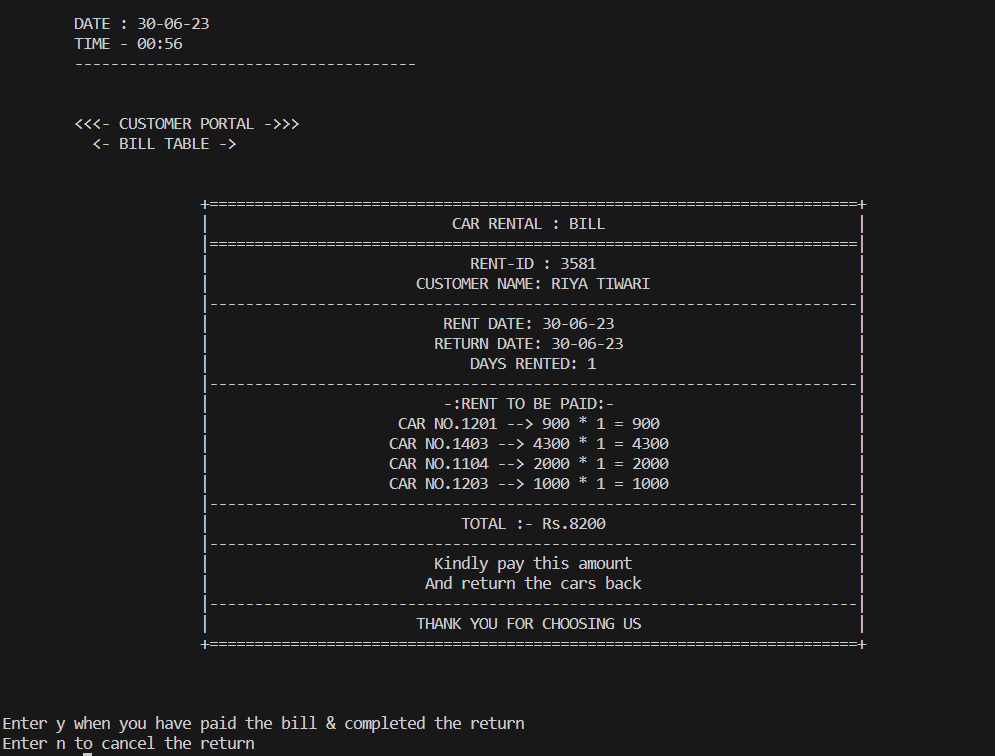 DATE : 30-06-23
TIME - 00:56
--------------------------------------
<<<- CUSTOMER PORTAL ->>>
<- BILL TABLE ->
+========================================================================+
| CAR RENTAL : BILL |
|========================================================================|
| RENT-ID : 3581 |
| CUSTOMER NAME: RIYA TIWARI |
|------------------------------------------------------------------------|
| RENT DATE: 30-06-23 |
| RETURN DATE: 30-06-23 |
| DAYS RENTED: 1 |
|------------------------------------------------------------------------|
| -:RENT TO BE PAID:- |
| CAR NO.1201 --> 900 * 1 = 900 |
| CAR NO.1403 --> 4300 * 1 = 4300 |
| CAR NO.1104 --> 2000 * 1 = 2000 |
| CAR NO.1203 --> 1000 * 1 = 1000 |
|------------------------------------------------------------------------|
| TOTAL :- Rs.8200 |
|------------------------------------------------------------------------|
| Kindly pay this amount |
| And return the cars back |
|------------------------------------------------------------------------|
| THANK YOU FOR CHOOSING US |
+========================================================================+
Enter y when you have paid the bill & completed the return
Enter n to cancel the return